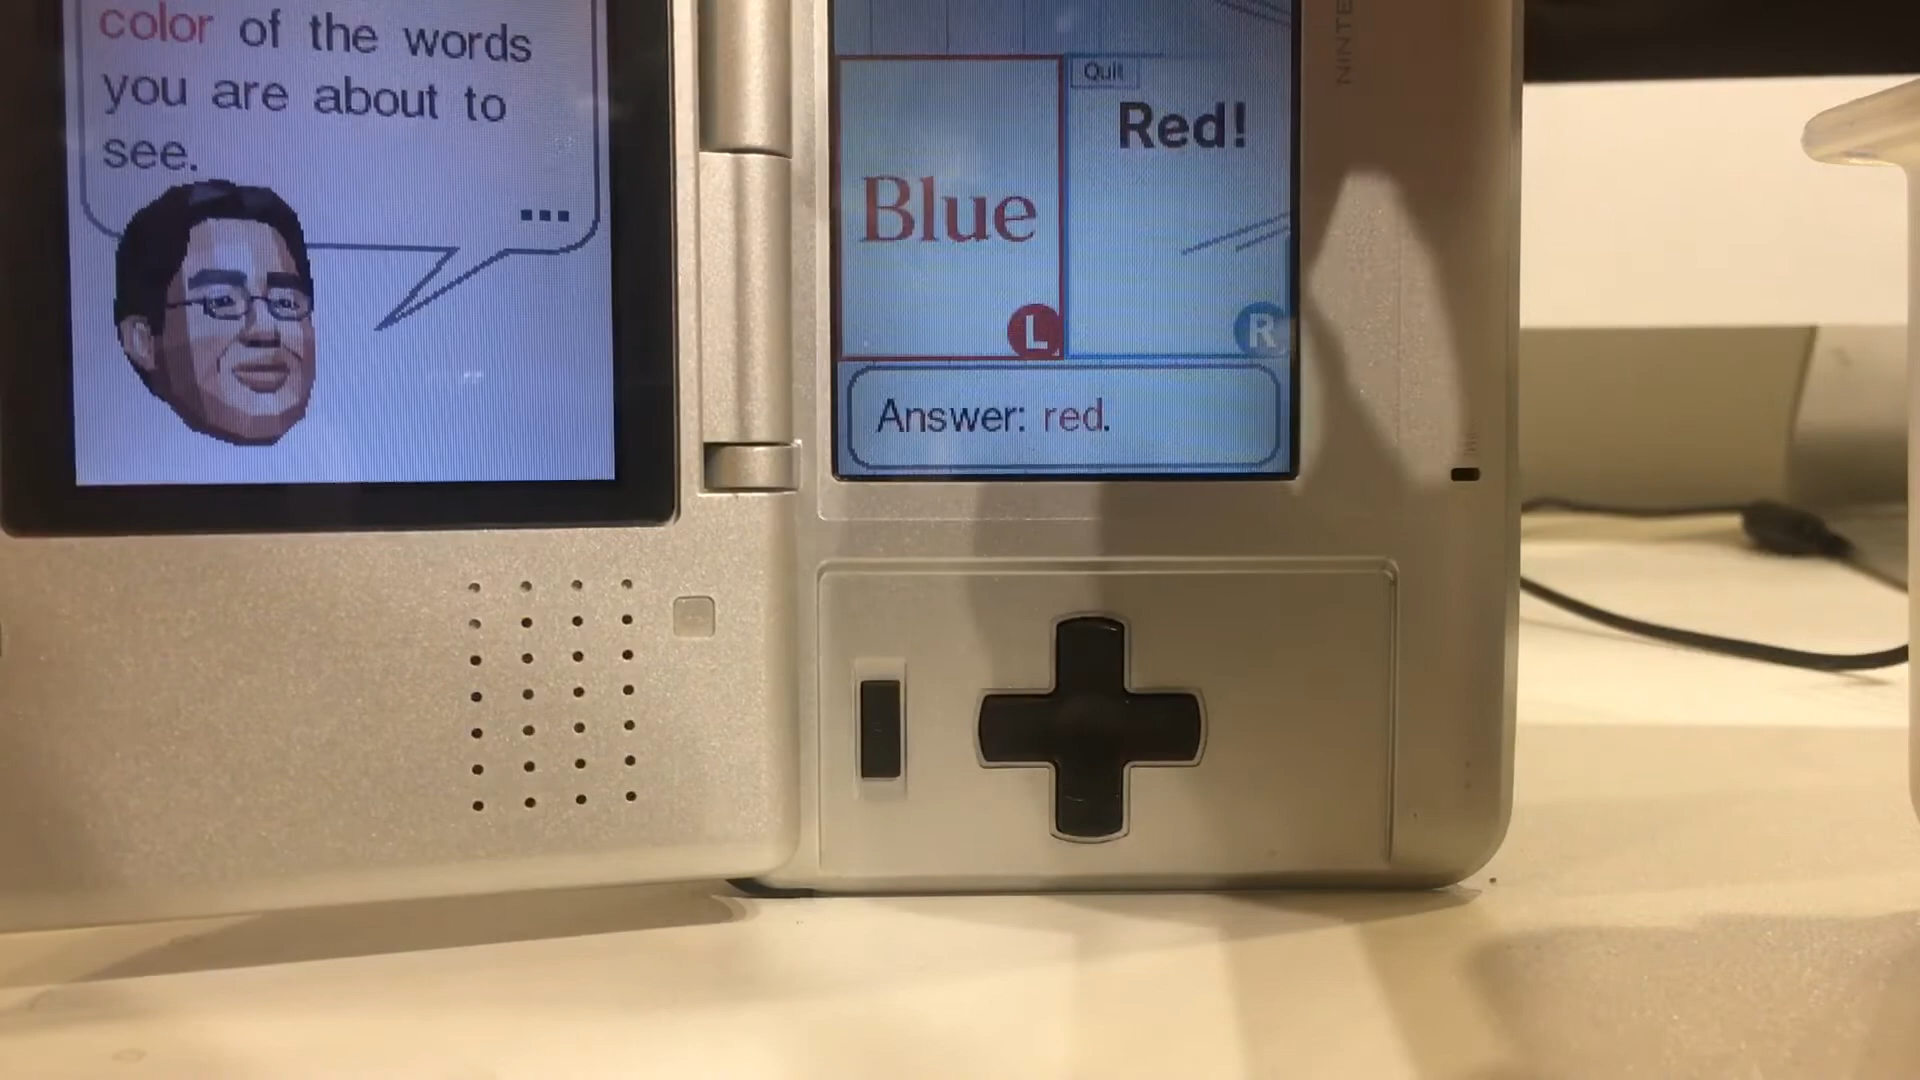 color of the words
you are about to
see.
...
Quit
Red!
Blue
L
R
Answer: red.